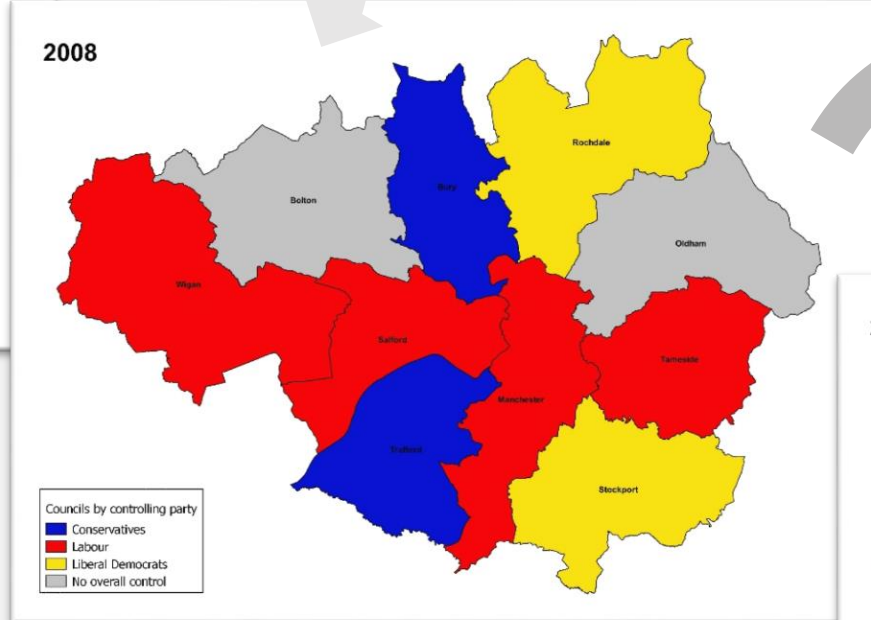 2008
Rochdale
Bury
Bolton
Oldham
Wigan
Salford
Tameside
Manchester
Trafford
Stockport
Councils by controlling party
Conservatives
Labour
Liberal Democrats
No overall control